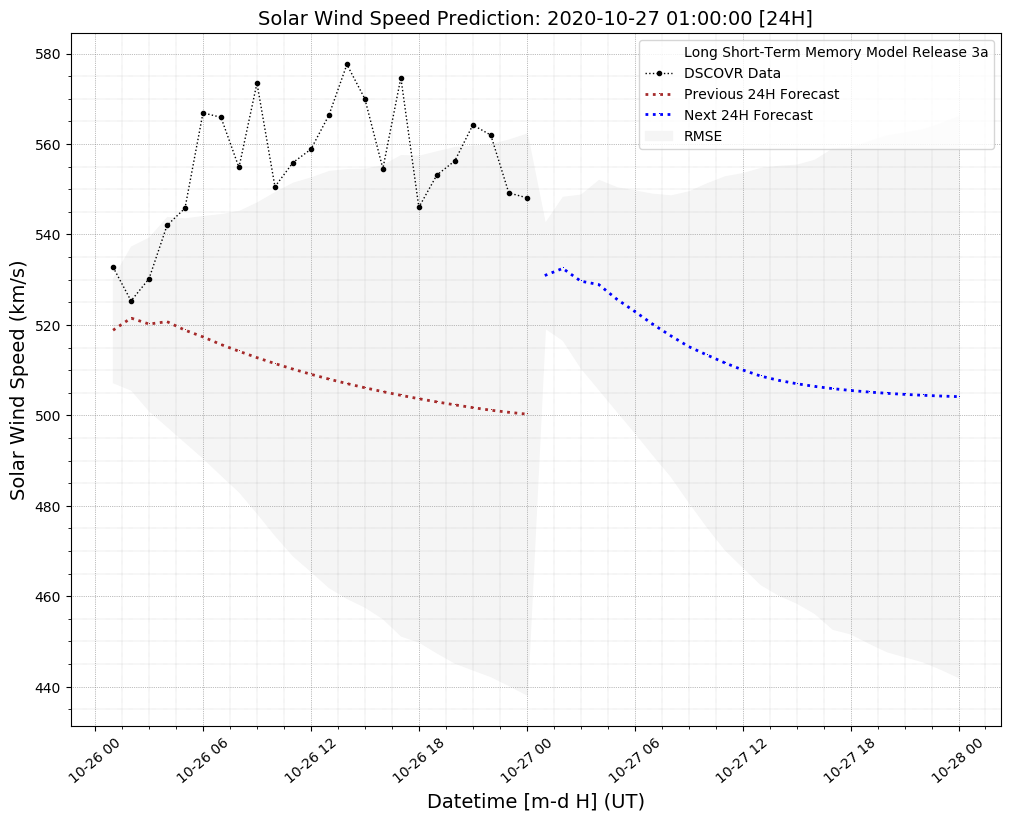 Solar Wind Speed Prediction: 2020-10-27 01:00:00 [24H]
Long Short-Term Memory Model Release 3a
DSCOVR Data
Previous 24H Forecast
Next 24H Forecast
RMSE
Solar Wind Speed (km/s)
580
560
540
520
500
480
460
440
10-26 00
10-26 06
10-26 12
10-26 18
10-27 00
10-27 06
10-27 12
10-27 18
10-28 00
Datetime [m-d H] (UT)